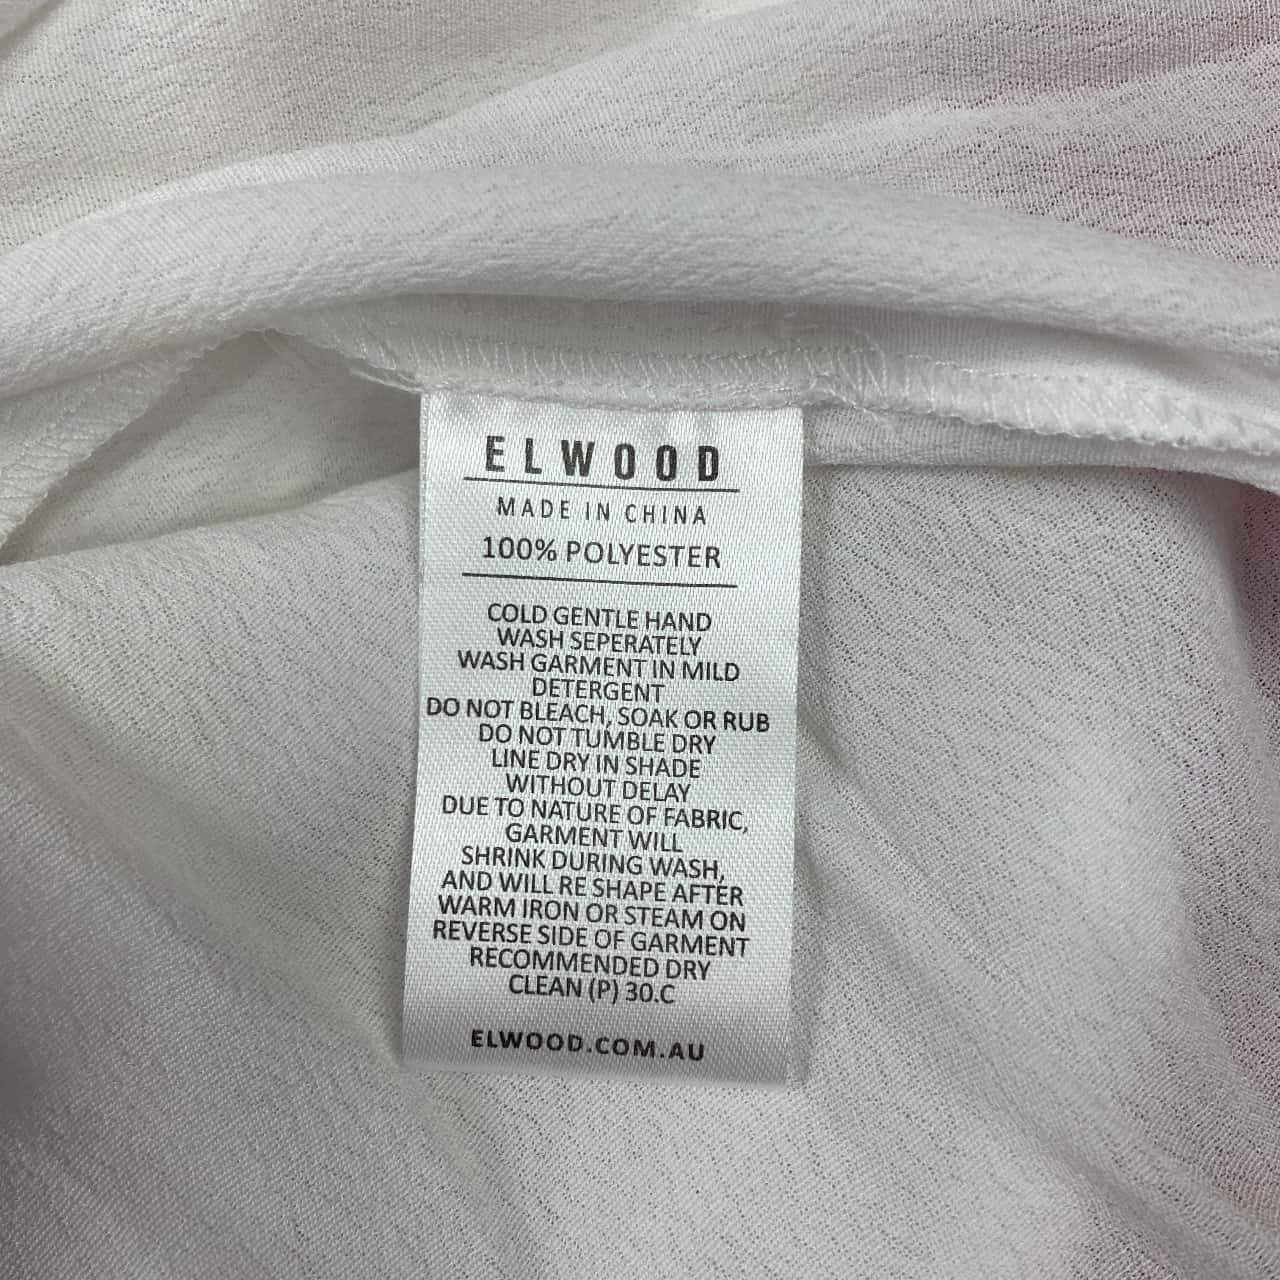 ELWOOD
MADE IN CHINA
100% POLYESTER
COLD GENTLE HAND
WASH SEPERATELY
WASH GARMENT IN MILD
DETERGENT
DO NOT BLEACH, SOAK OR RUB
DO NOT TUMBLE DRY
LINE DRY IN SHADE
WITHOUT DELAY
DUE TO NATURE OF FABRIC,
GARMENT WILL
SHRINK DURING WASH,
AND WILL RE SHAPE AFTER
WARM IRON OR STEAM ON
REVERSE SIDE OF GARMENT
RECOMMENDED DRY
CLEAN (P) 30.C
ELWOOD.COM.AU